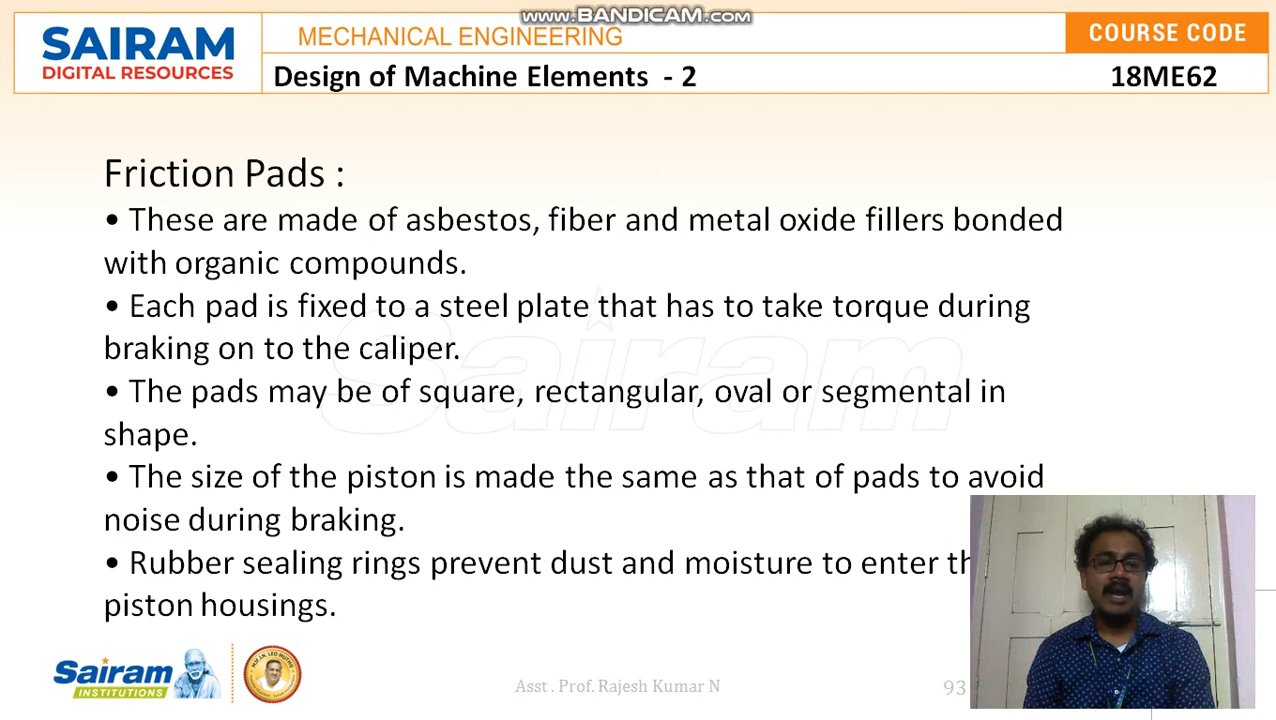 www.BANDICAM.com
SAIRAM
DIGITAL RESOURCES
MECHANICAL ENGINEERING
COURSE CODE
Design of Machine Elements - 2
18ME62
Friction Pads :
• These are made of asbestos, fiber and metal oxide fillers bonded
with organic compounds.
• Each pad is fixed to a steel plate that has to take torque during
braking on to the caliper.
• The pads may be of square, rectangular, oval or segmental in
shape.
• The size of the piston is made the same as that of pads to avoid
noise during braking.
• Rubber sealing rings prevent dust and moisture to enter
piston housings.
Sairam
Sairam
INSTITUTIONS
Asst . Prof. Rajesh Kumar N
93